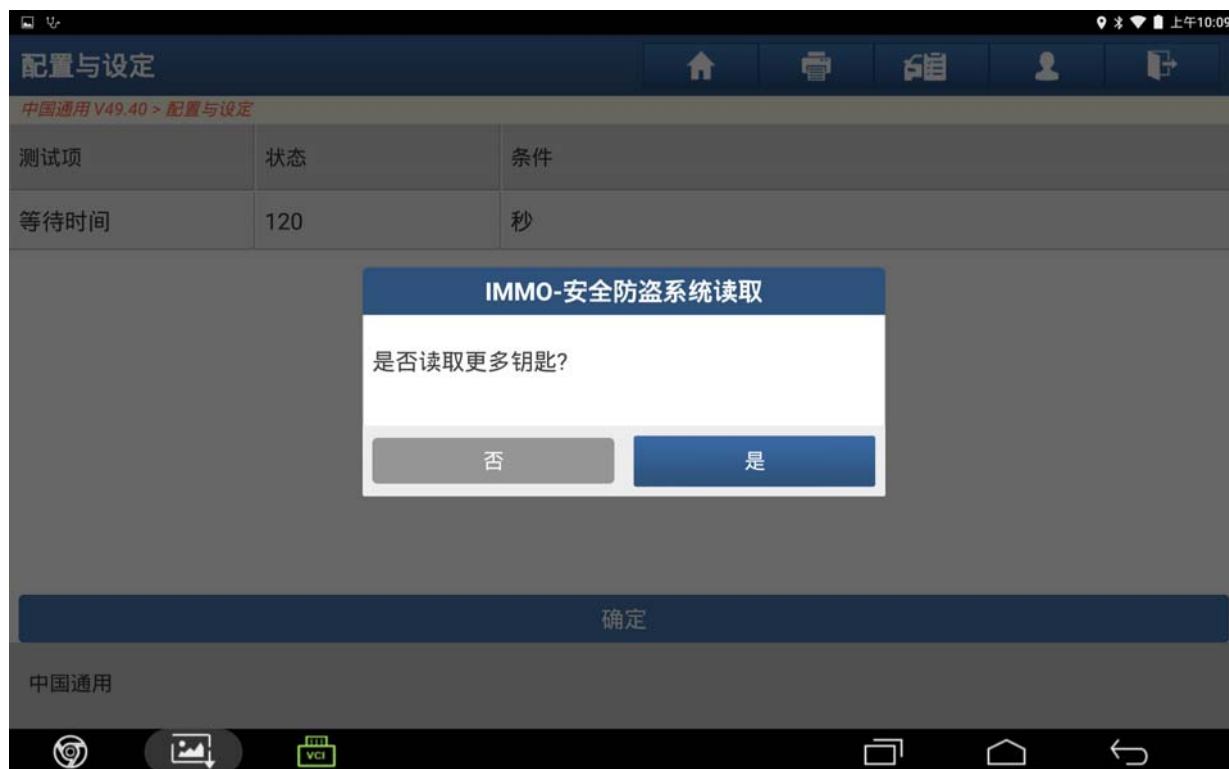 上午10:09
配置与设定
中国通用 V49.40 > 配置与设定
测试项 状态 条件
等待时间 120 秒
IMMO-安全防盗系统读取
是否读取更多钥匙?
否 是
确定
中国通用
VCI